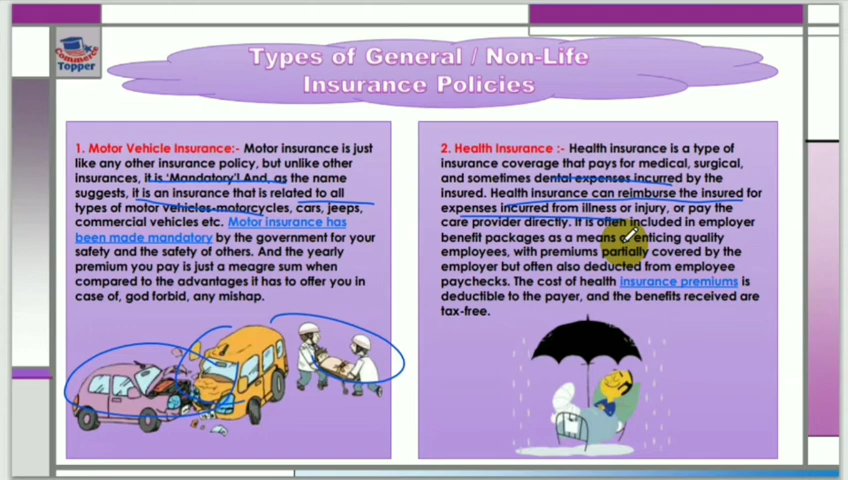 Commerce
Topper
Types of General / Non-Life
Insurance Policies
1. Motor Vehicle Insurance:- Motor insurance is just
like any other insurance policy, but unlike other
insurances, it is 'Mandatory'! And, as the name
suggests, it is an insurance that is related to all
types of motor vehicles-motorcycles, cars, jeeps,
commercial vehicles etc. Motor insurance has
been made mandatory by the government for your
safety and the safety of others. And the yearly
premium you pay is just a meagre sum when
compared to the advantages it has to offer you in
case of, god forbid, any mishap.
2. Health Insurance :- Health insurance is a type of
insurance coverage that pays for medical, surgical,
and sometimes dental expenses incurred by the
insured. Health insurance can reimburse the insured for
expenses incurred from illness or injury, or pay the
care provider directly. It is often included in employer
benefit packages as a means of enticing quality
employees, with premiums partially covered by the
employer but often also deducted from employee
paychecks. The cost of health insurance premiums is
deductible to the payer, and the benefits received are
tax-free.